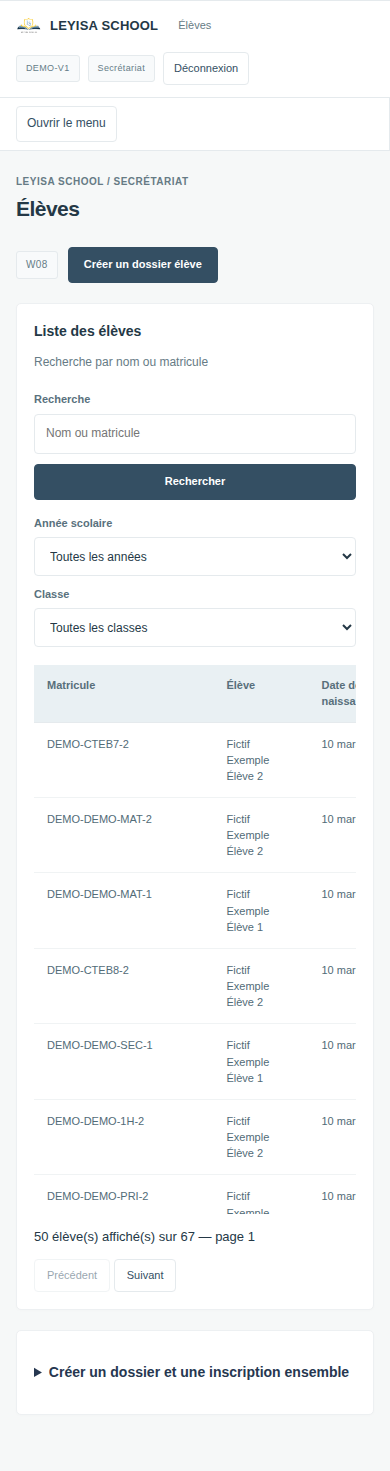 LEYISA SCHOOL
Élèves
DEMO-V1
Secrétariat
Déconnexion
Ouvrir le menu
LEYISA SCHOOL / SECRÉTARIAT
Élèves
W08
Créer un dossier élève
Liste des élèves
Recherche par nom ou matricule
Recherche
Nom ou matricule
Rechercher
Année scolaire
Toutes les années
Classe
Toutes les classes
Matricule Élève Date de
naissa
DEMO-CTEB7-2 Fictif 10 mar
Exemple
Élève 2
DEMO-DEMO-MAT-2 Fictif 10 mar
Exemple
Élève 2
DEMO-DEMO-MAT-1 Fictif 10 mar
Exemple
Élève 1
DEMO-CTEB8-2 Fictif 10 mar
Exemple
Élève 2
DEMO-DEMO-SEC-1 Fictif 10 mar
Exemple
Élève 1
DEMO-DEMO-1H-2 Fictif 10 mar
Exemple
Élève 2
DEMO-DEMO-PRI-2 Fictif 10 mar
Exemple
50 élève(s) affiché(s) sur 67 — page 1
Précédent
Suivant
Créer un dossier et une inscription ensemble